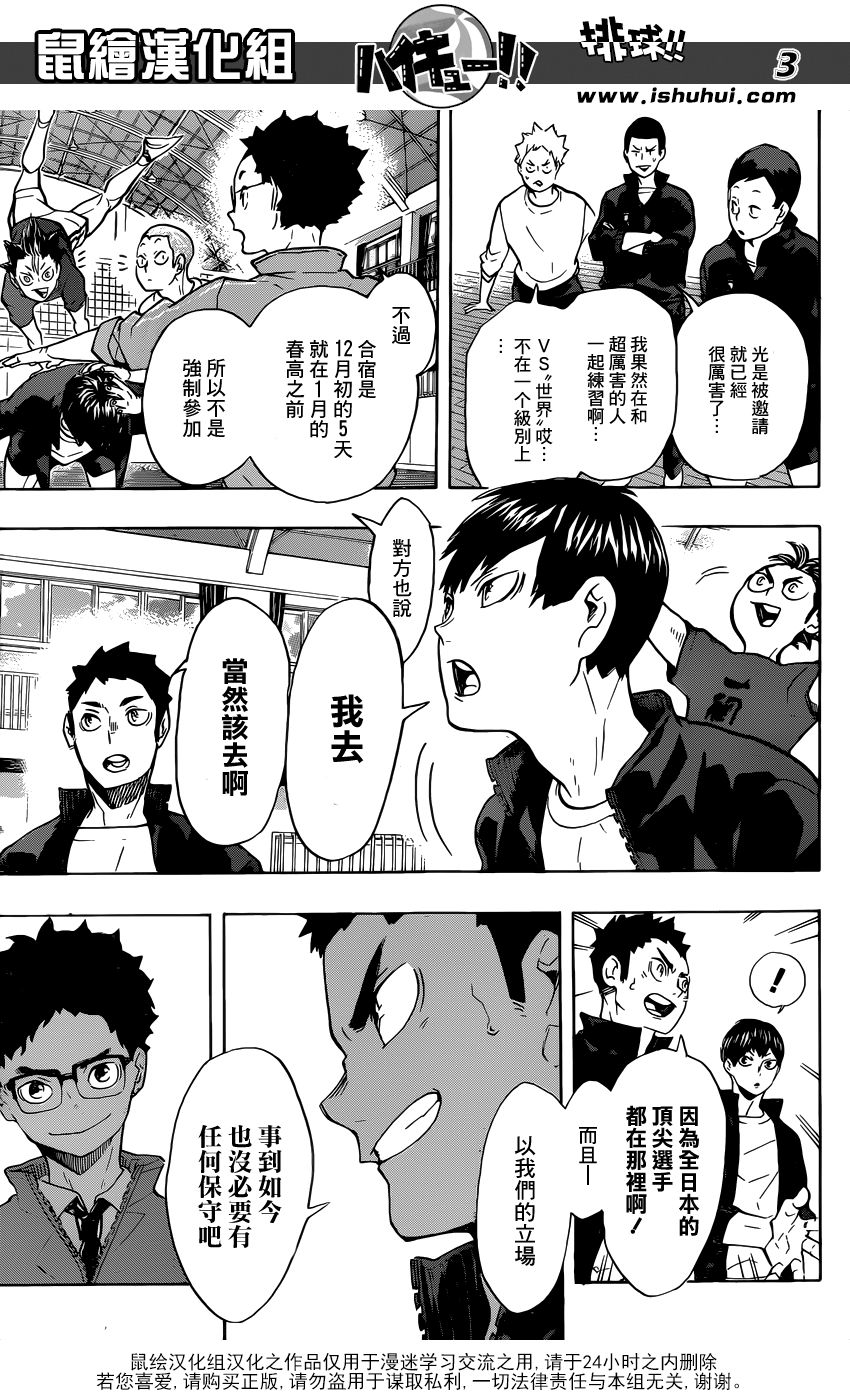 鼠繪漢化組
ハイキュー!!
排球!!
3
www.ishuhui.com
光是被邀請
就已經
很厲害了…
我果然在和
超厲害的人
一起練習啊…
VS〝世界〞哎…
不在一个級別上
…
不過
合宿是
12月初的5天
就在1月的
春高之前
所以不是
強制參加
對方也說
我去
當然該去啊
!
因為全日本的
頂尖選手
都在那裡啊!
而且—
以我們的立場
事到如今
也沒必要有
任何保守吧
鼠绘汉化组汉化之作品仅用于漫迷学习交流之用,请于24小时之内删除
若您喜爱,请购买正版,请勿盗用于谋取私利,一切法律责任与本组无关,谢谢。